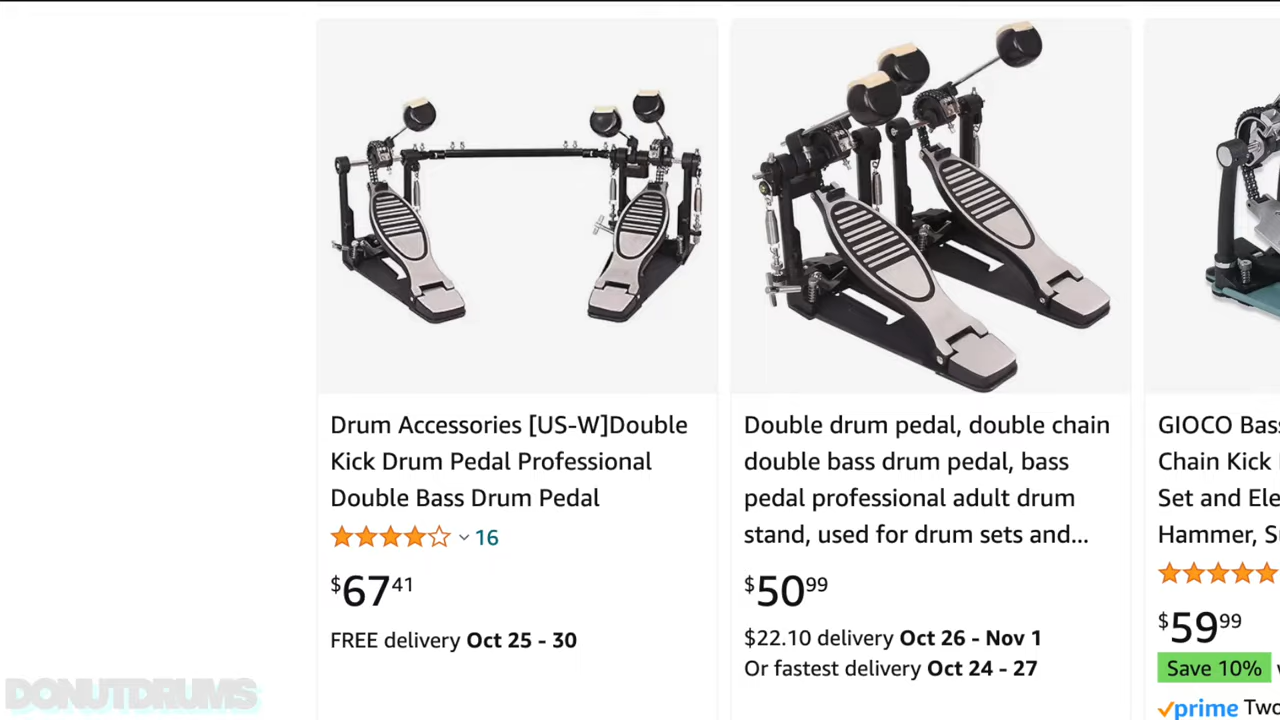 Drum Accessories [US-W]Double
Kick Drum Pedal Professional
Double Bass Drum Pedal
16
$67 41
FREE delivery Oct 25 - 30
Double drum pedal, double chain
double bass drum pedal, bass
pedal professional adult drum
stand, used for drum sets and...
$50 99
$22.10 delivery Oct 26 - Nov 1
Or fastest delivery Oct 24 - 27
GIOCO Bas
Chain Kick
Set and Ele
Hammer, S
$59 99
Save 10%
prime Two
DONUTDRUMS